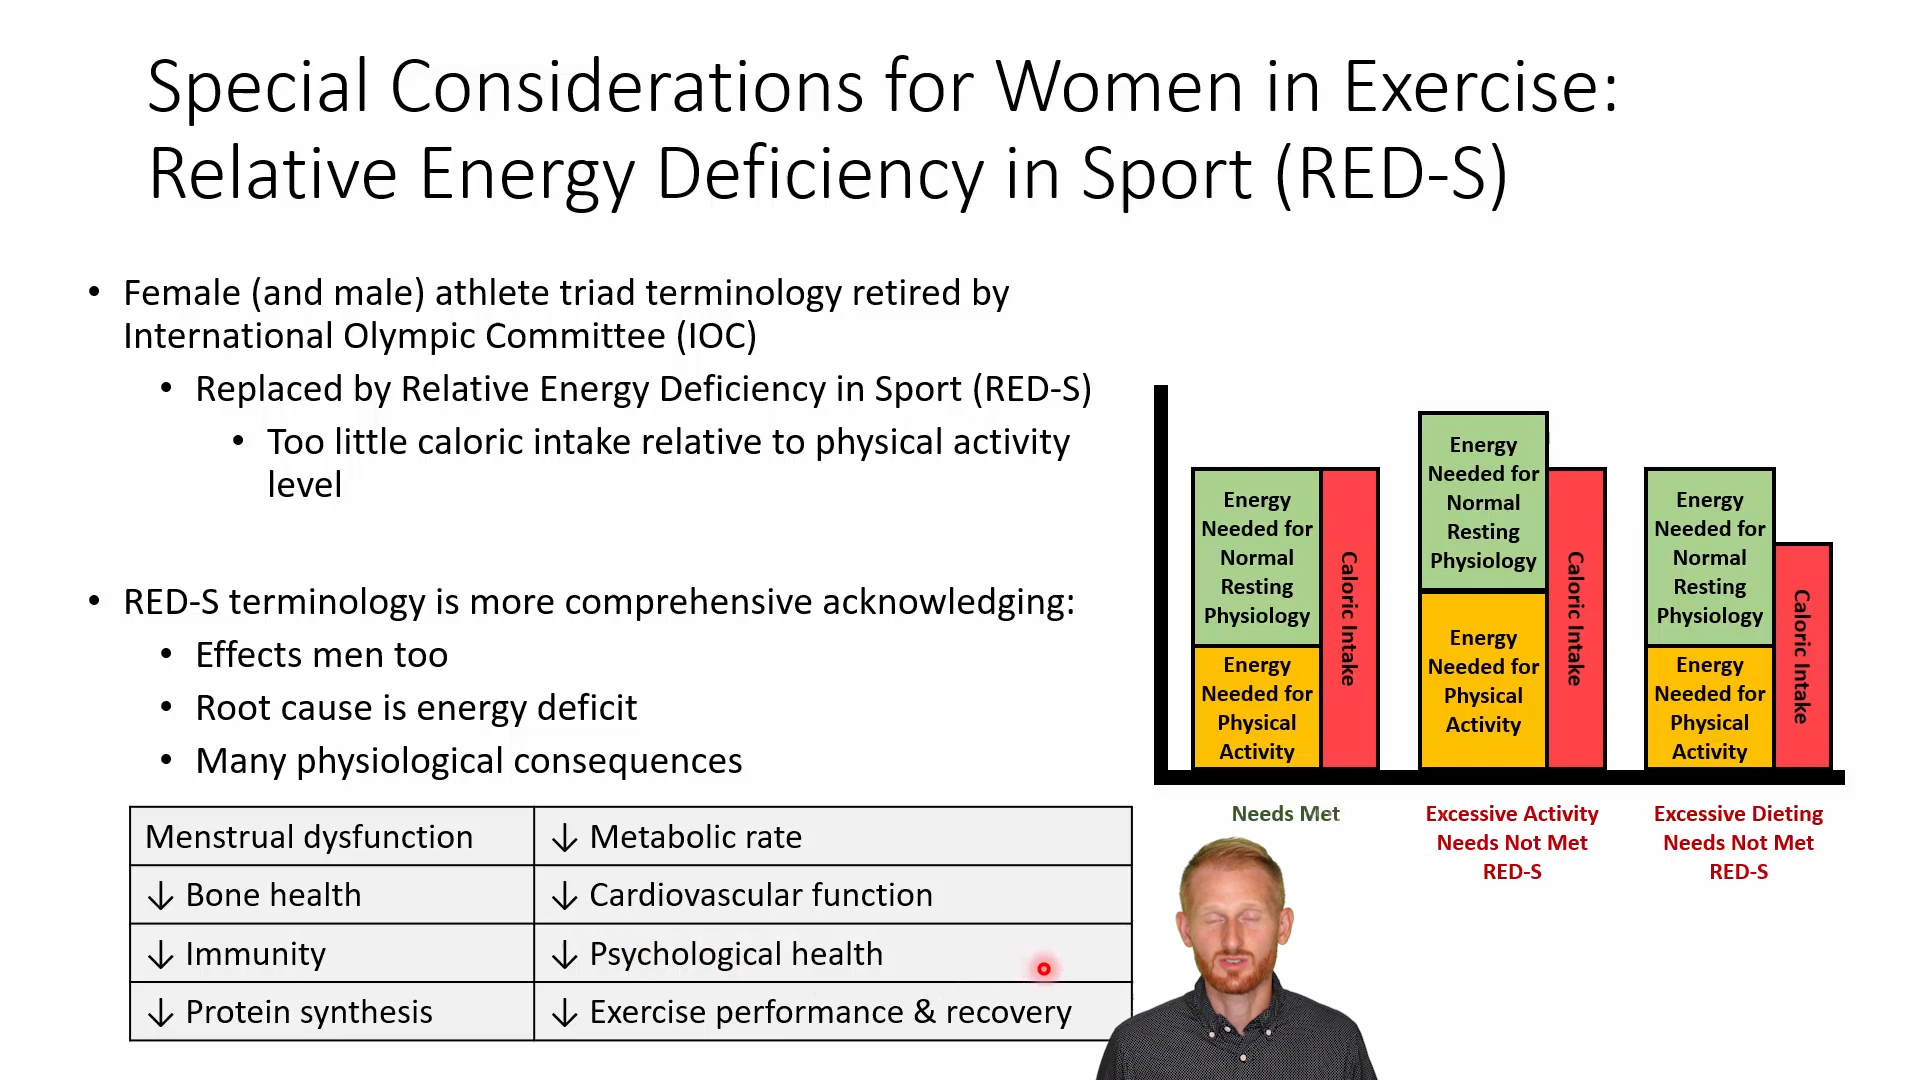 Special Considerations for Women in Exercise:
Relative Energy Deficiency in Sport (RED-S)
• Female (and male) athlete triad terminology retired by
International Olympic Committee (IOC)
• Replaced by Relative Energy Deficiency in Sport (RED-S)
• Too little caloric intake relative to physical activity
level
• RED-S terminology is more comprehensive acknowledging:
• Effects men too
• Root cause is energy deficit
• Many physiological consequences
Menstrual dysfunction
↓ Metabolic rate
↓ Bone health
↓ Cardiovascular function
↓ Immunity
↓ Psychological health
↓ Protein synthesis
↓ Exercise performance & recovery
Energy
Needed for
Normal
Resting
Physiology
Energy
Needed for
Physical
Activity
Caloric Intake
Needs Met
Energy
Needed for
Normal
Resting
Physiology
Energy
Needed for
Physical
Activity
Caloric Intake
Excessive Activity
Needs Not Met
RED-S
Energy
Needed for
Normal
Resting
Physiology
Energy
Needed for
Physical
Activity
Caloric Intake
Excessive Dieting
Needs Not Met
RED-S